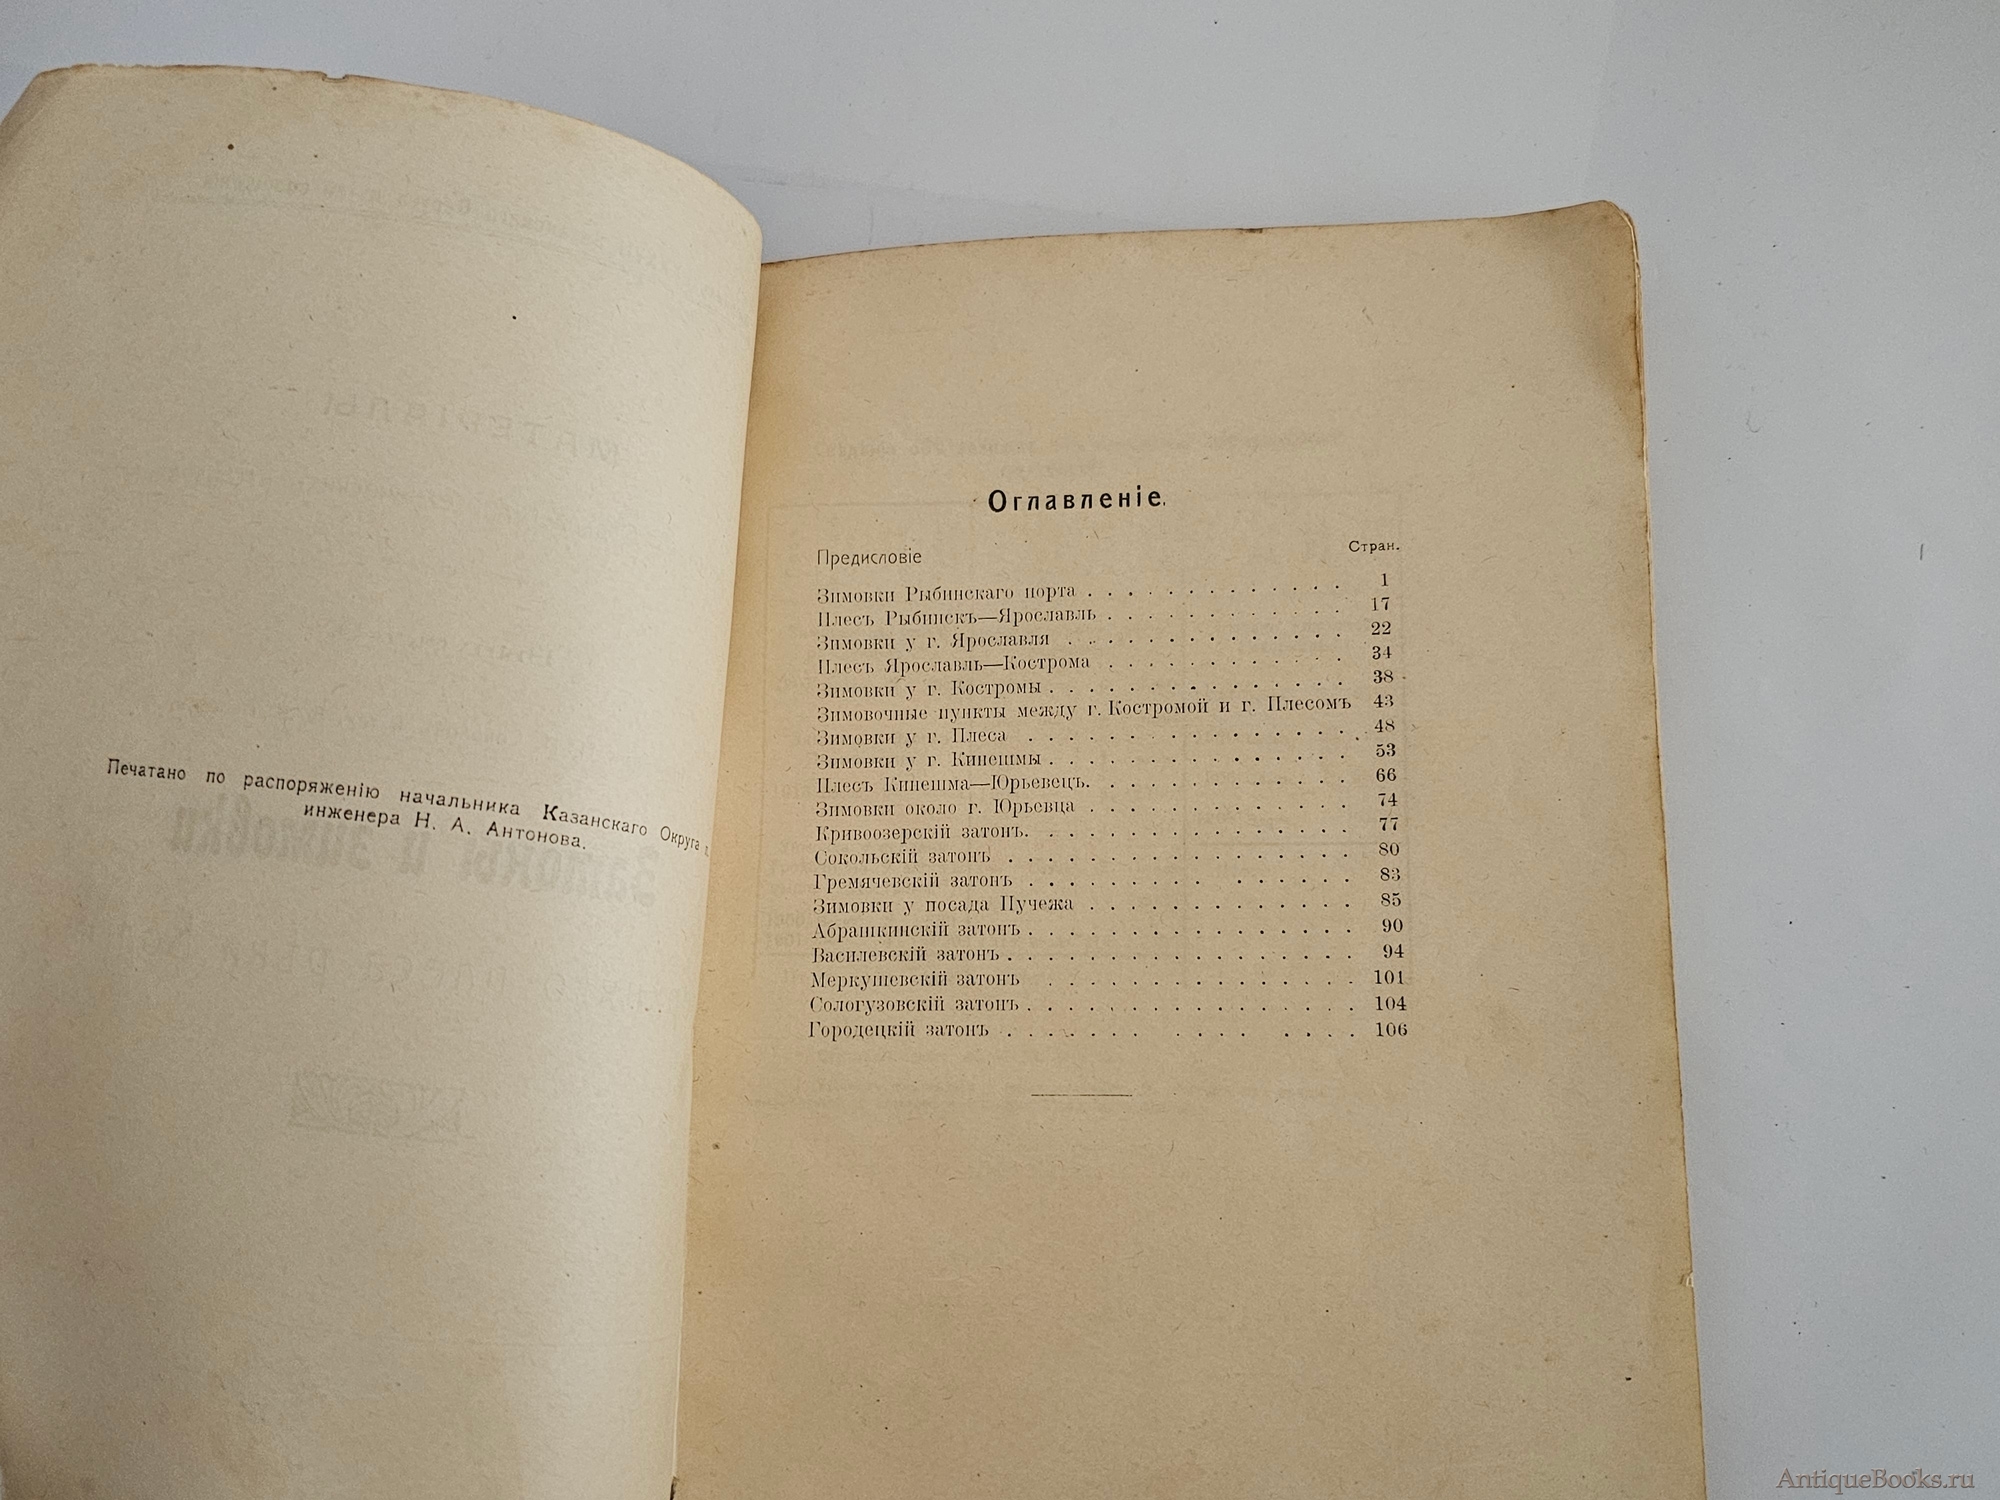 Печатано по распоряженію начальника Казанскаго Округа
инженера Н. А. Антонова.
Оглавленіе.
Стран.
Предисловіе
Зимовки Рыбинскаго порта . . . . . . . . . . . . . 1
Плесъ Рыбинскъ—Ярославль . . . . . . . . . . . . 17
Зимовки у г. Ярославля . . . . . . . . . . . . . . 22
Плесъ Ярославль—Кострома . . . . . . . . . . . . 34
Зимовки у г. Костромы . . . . . . . . . . . . . . . 38
Зимовочные пункты между г. Костромой и г. Плесомъ 43
Зимовки у г. Плеса . . . . . . . . . . . . . . . . 48
Зимовки у г. Кинешмы . . . . . . . . . . . . . . . 53
Плесъ Кинешма—Юрьевецъ. . . . . . . . . . . . . 66
Зимовки около г. Юрьевца . . . . . . . . . . . . . 74
Кривоозерскій затонъ. . . . . . . . . . . . . . . . 77
Сокольскій затонъ . . . . . . . . . . . . . . . . . 80
Гремячевскій затонъ . . . . . . . . . . . . . . . 83
Зимовки у посада Пучежа . . . . . . . . . . . . . 85
Абрашкинскій затонъ . . . . . . . . . . . . . . . . 90
Василевскій затонъ . . . . . . . . . . . . . . . . . 94
Меркушевскій затонъ . . . . . . . . . . . . . . . 101
Сологузовскій затонъ . . . . . . . . . . . . . . . . 104
Городецкій затонъ . . . . . . . . . . . . . . . . 106
МАТЕРІАЛЫ
Затоны и зимовки
AntiqueBooks.ru